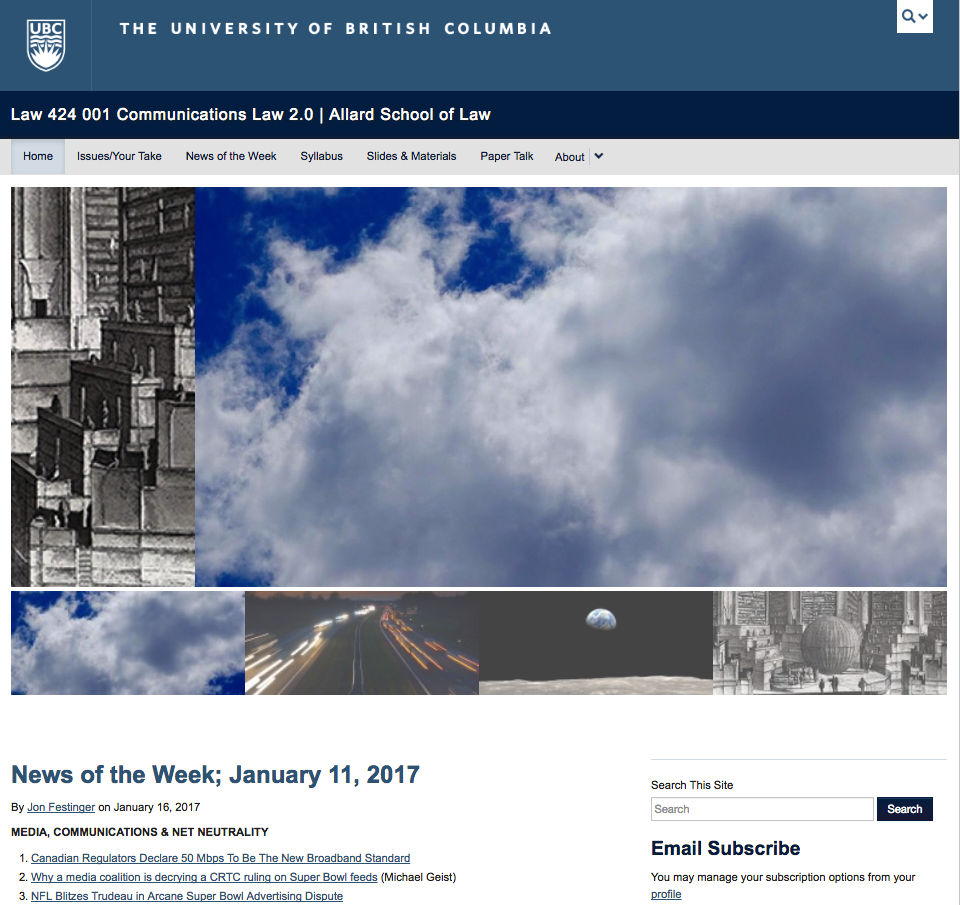 UBC
THE UNIVERSITY OF BRITISH COLUMBIA
Law 424 001 Communications Law 2.0 | Allard School of Law
Home Issues/Your Take News of the Week Syllabus Slides & Materials Paper Talk About
News of the Week; January 11, 2017
By Jon Festinger on January 16, 2017
MEDIA, COMMUNICATIONS & NET NEUTRALITY
1. Canadian Regulators Declare 50 Mbps To Be The New Broadband Standard
2. Why a media coalition is decrying a CRTC ruling on Super Bowl feeds (Michael Geist)
3. NFL Blitzes Trudeau in Arcane Super Bowl Advertising Dispute
Search This Site
Search Search
Email Subscribe
You may manage your subscription options from your
profile